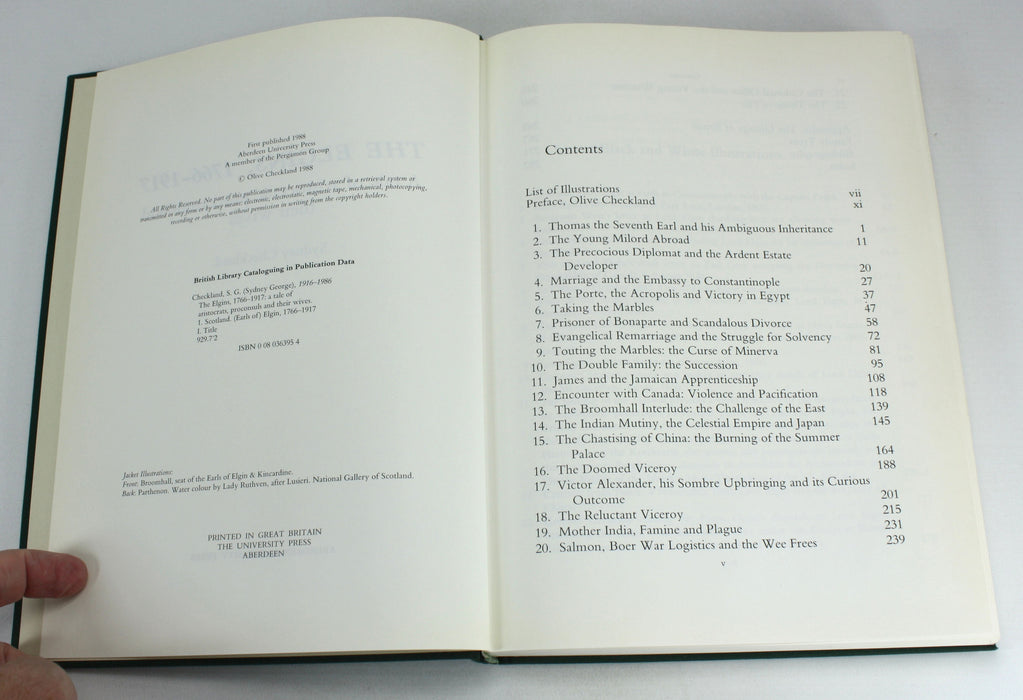 First published 1988
Aberdeen University Press
A member of the Pergamon Group
© Olive Checkland 1988
All Rights Reserved. No part of this publication may be reproduced, stored in a retrieval system or
transmitted in any form or by any means: electronic, electrostatic, magnetic tape, mechanical, photocopying,
recording or otherwise, without permission in writing from the copyright holders.
British Library Cataloguing in Publication Data
Checkland, S. G. (Sydney George), 1916–1986
The Elgins, 1766–1917: a tale of
aristocrats, proconsuls and their wives.
1. Scotland. (Earls of) Elgin, 1766–1917
I. Title
929.7'2
ISBN 0 08 036395 4
Jacket Illustrations:
Front: Broomhall, seat of the Earls of Elgin & Kincardine.
Back: Parthenon. Water colour by Lady Ruthven, after Lusieri. National Gallery of Scotland.
PRINTED IN GREAT BRITAIN
THE UNIVERSITY PRESS
ABERDEEN
Contents
List of Illustrations vii
Preface, Olive Checkland xi
1. Thomas the Seventh Earl and his Ambiguous Inheritance 1
2. The Young Milord Abroad 11
3. The Precocious Diplomat and the Ardent Estate
Developer 20
4. Marriage and the Embassy to Constantinople 27
5. The Porte, the Acropolis and Victory in Egypt 37
6. Taking the Marbles 47
7. Prisoner of Bonaparte and Scandalous Divorce 58
8. Evangelical Remarriage and the Struggle for Solvency 72
9. Touting the Marbles: the Curse of Minerva 81
10. The Double Family: the Succession 95
11. James and the Jamaican Apprenticeship 108
12. Encounter with Canada: Violence and Pacification 118
13. The Broomhall Interlude: the Challenge of the East 139
14. The Indian Mutiny, the Celestial Empire and Japan 145
15. The Chastising of China: the Burning of the Summer
Palace 164
16. The Doomed Viceroy 188
17. Victor Alexander, his Sombre Upbringing and its Curious
Outcome 201
18. The Reluctant Viceroy 215
19. Mother India, Famine and Plague 231
20. Salmon, Boer War Logistics and the Wee Frees 239
v